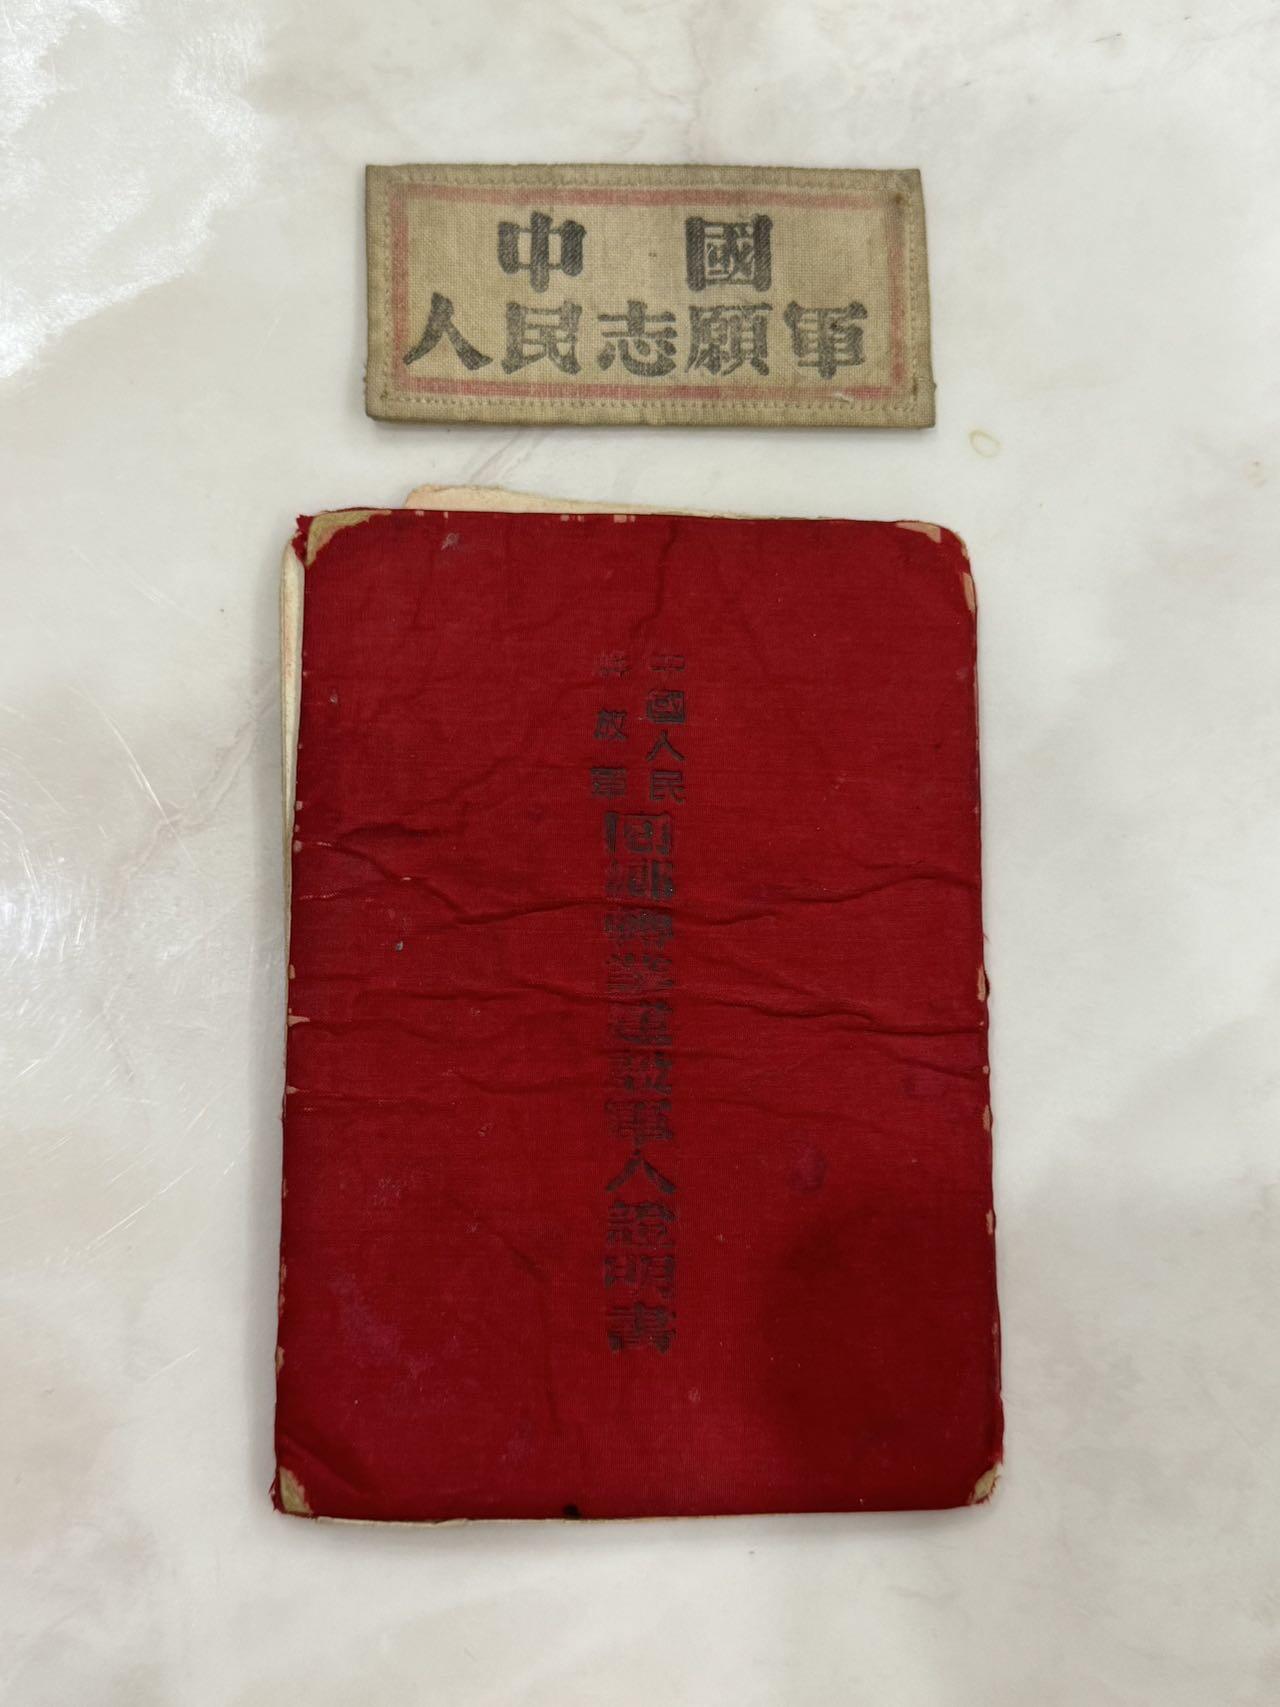 中國
人民志願軍
中國人民
解放軍
回鄉轉業建設軍人證明書